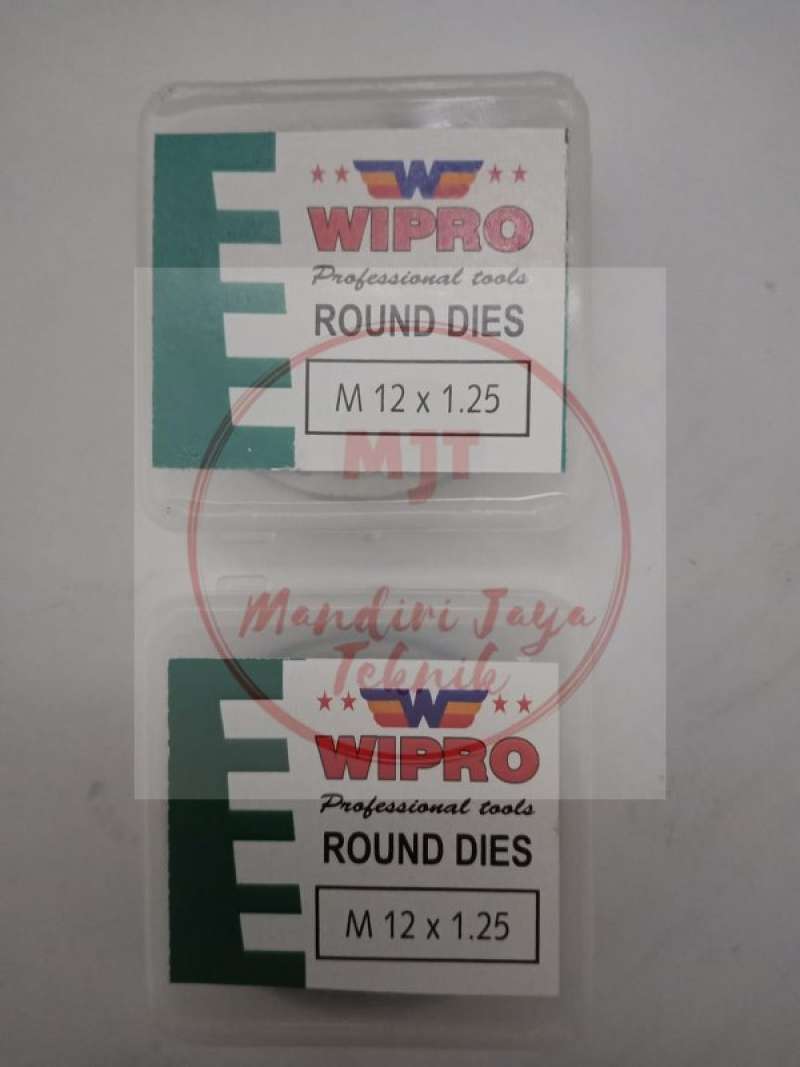 W
WIPRO
Professional tools
ROUND DIES
M 12 x 1.25
MJT
Mandiri Jaya
Teknik
W
WIPRO
Professional tools
ROUND DIES
M 12 x 1.25